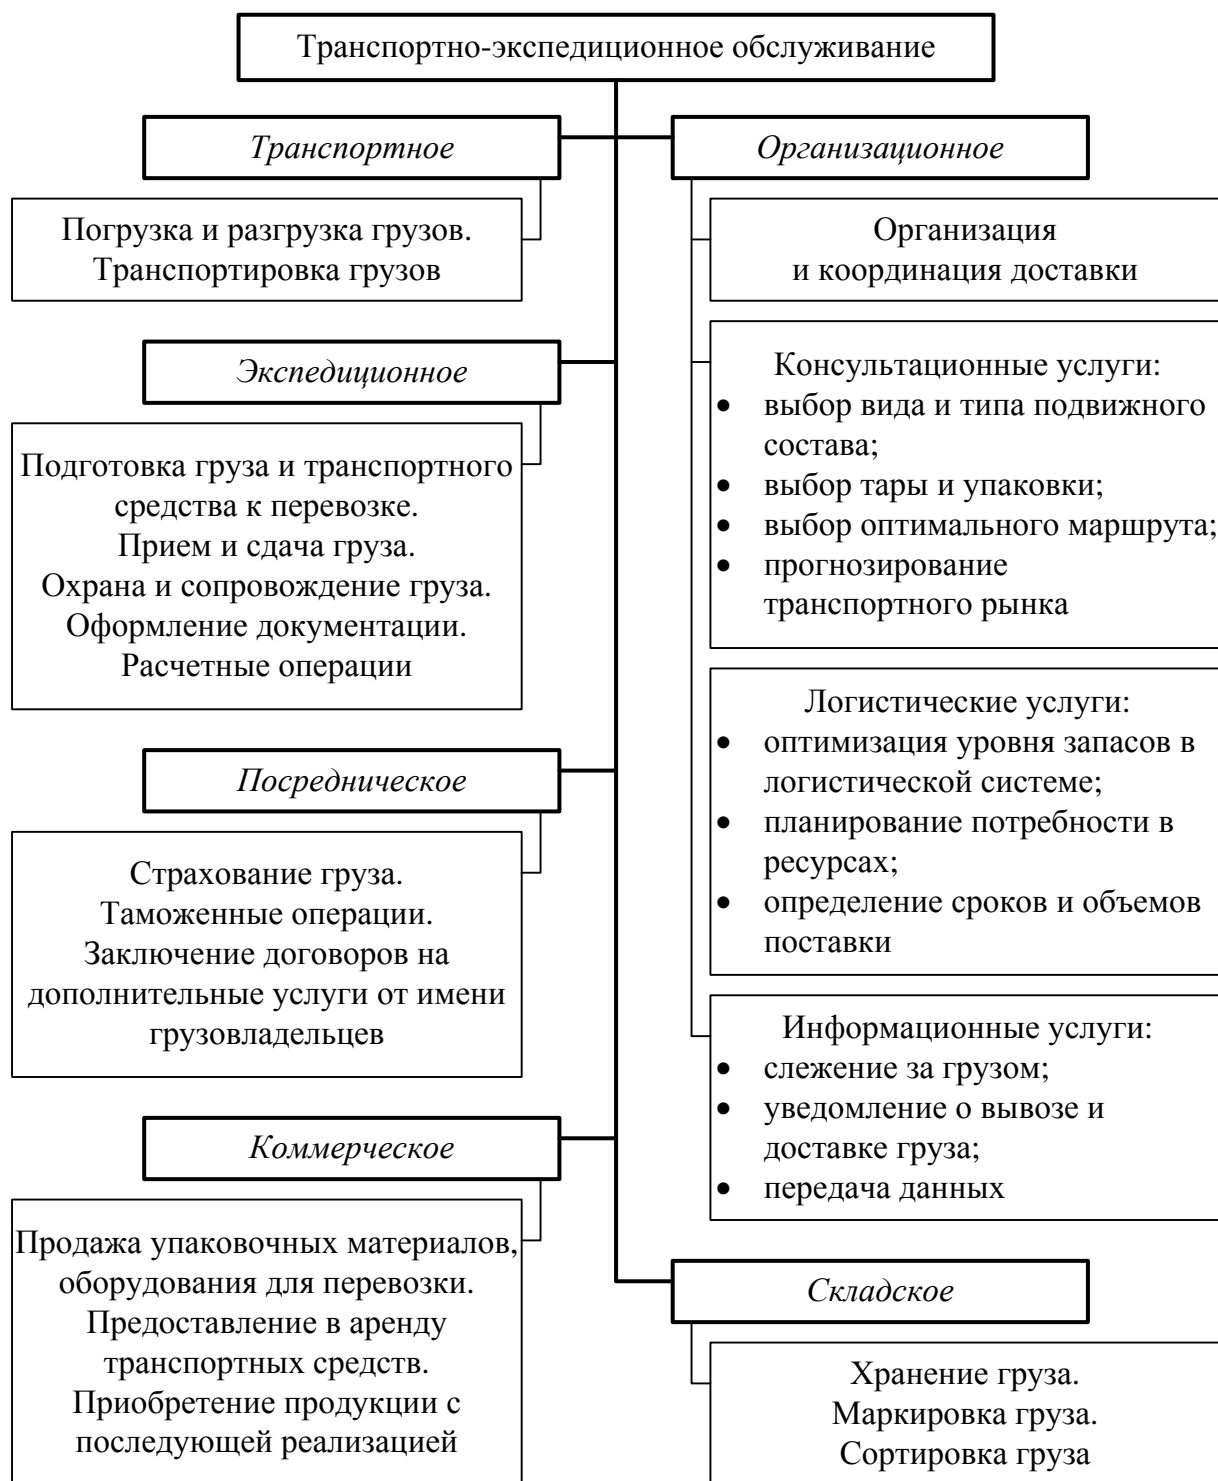 Транспортно-экспедиционное обслуживание
Транспортное
Погрузка и разгрузка грузов.
Транспортировка грузов
Экспедиционное
Подготовка груза и транспортного
средства к перевозке.
Прием и сдача груза.
Охрана и сопровождение груза.
Оформление документации.
Расчетные операции
Посредническое
Страхование груза.
Таможенные операции.
Заключение договоров на
дополнительные услуги от имени
грузовладельцев
Коммерческое
Продажа упаковочных материалов,
оборудования для перевозки.
Предоставление в аренду
транспортных средств.
Приобретение продукции с
последующей реализацией
Организационное
Организация
и координация доставки
Консультационные услуги:
• выбор вида и типа подвижного
состава;
• выбор тары и упаковки;
• выбор оптимального маршрута;
• прогнозирование
транспортного рынка
Логистические услуги:
• оптимизация уровня запасов в
логистической системе;
• планирование потребности в
ресурсах;
• определение сроков и объемов
поставки
Информационные услуги:
• слежение за грузом;
• уведомление о вывозе и
доставке груза;
• передача данных
Складское
Хранение груза.
Маркировка груза.
Сортировка груза